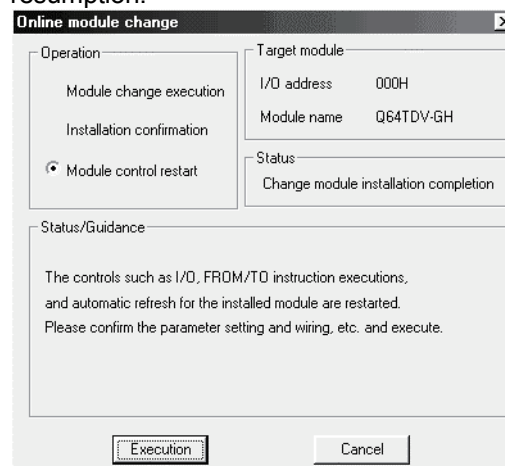 resumption.
Online module change
Operation
Module change execution
Installation confirmation
Module control restart
Target module
I/O address 000H
Module name Q64TDV-GH
Status
Change module installation completion
Status/Guidance
The controls such as I/O, FROM/TO instruction executions,
and automatic refresh for the installed module are restarted.
Please confirm the parameter setting and wiring, etc. and execute.
Execution Cancel